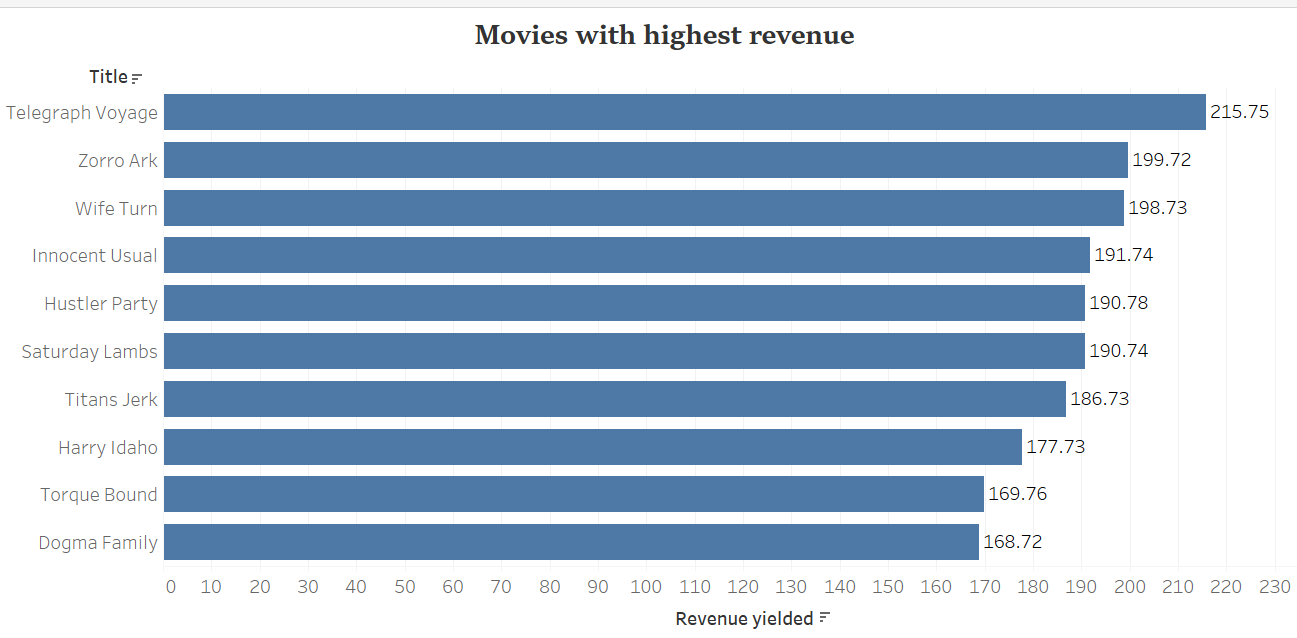 Movies with highest revenue
Title
Telegraph Voyage 215.75
Zorro Ark 199.72
Wife Turn 198.73
Innocent Usual 191.74
Hustler Party 190.78
Saturday Lambs 190.74
Titans Jerk 186.73
Harry Idaho 177.73
Torque Bound 169.76
Dogma Family 168.72
0 10 20 30 40 50 60 70 80 90 100 110 120 130 140 150 160 170 180 190 200 210 220 230
Revenue yielded